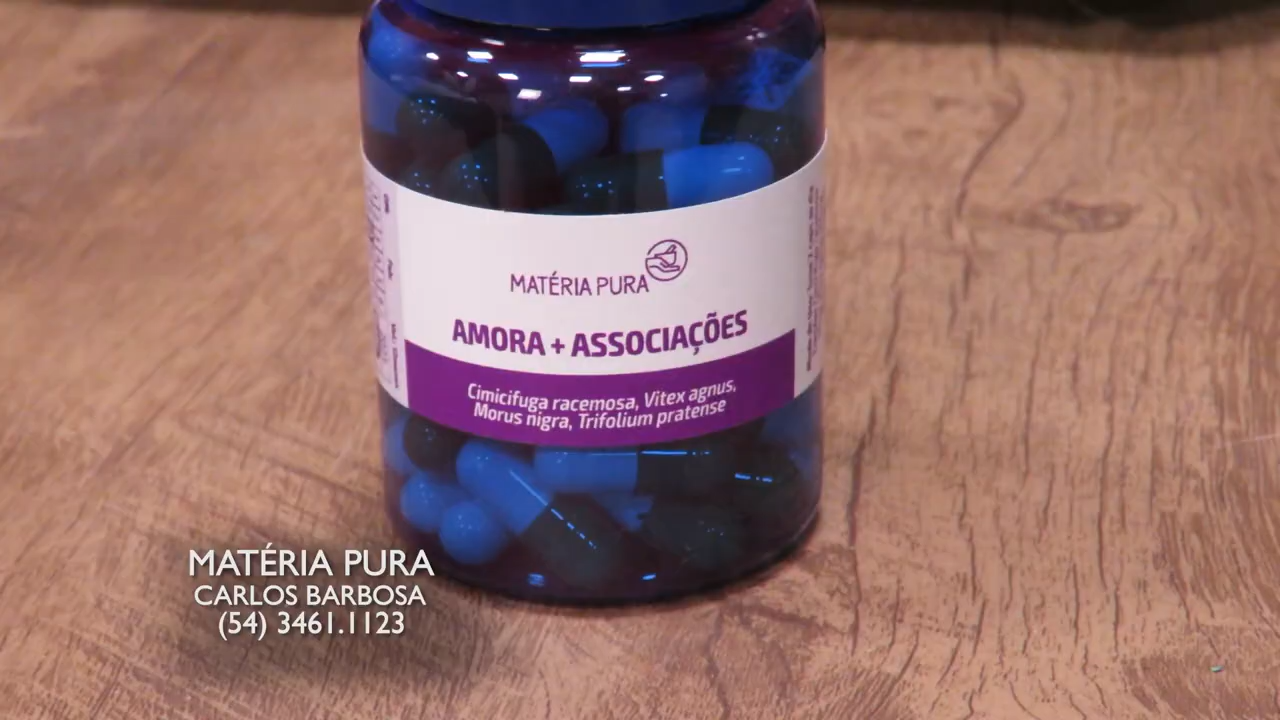 MATÉRIA PURA
AMORA + ASSOCIAÇÕES
Cimicifuga racemosa, Vitex agnus,
Morus nigra, Trifolium pratense
MATÉRIA PURA
CARLOS BARBOSA
(54) 3461.1123